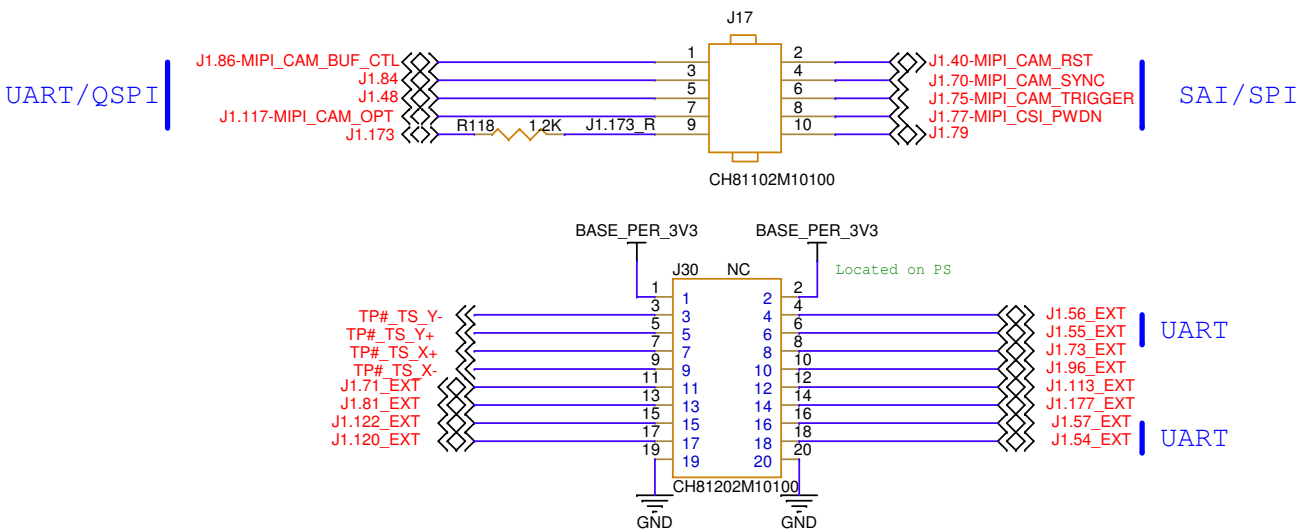 J17
J1.86-MIPI_CAM_BUF_CTL 1 2 J1.40-MIPI_CAM_RST
J1.84 3 4 J1.70-MIPI_CAM_SYNC
J1.48 5 6 J1.75-MIPI_CAM_TRIGGER
J1.117-MIPI_CAM_OPT 7 8 J1.77-MIPI_CSI_PWDN
J1.173 R118 1.2K J1.173_R 9 10 J1.79
UART/QSPI
SAI/SPI
CH81102M10100
BASE_PER_3V3 BASE_PER_3V3
Located on PS
J30 NC
1 1 2 2
TP#_TS_Y- 3 3 4 4 J1.56_EXT
TP#_TS_Y+ 5 5 6 6 J1.55_EXT
TP#_TS_X+ 7 7 8 8 J1.73_EXT
TP#_TS_X- 9 9 10 10 J1.96_EXT
J1.71_EXT 11 11 12 12 J1.113_EXT
J1.81_EXT 13 13 14 14 J1.177_EXT
J1.122_EXT 15 15 16 16 J1.57_EXT
J1.120_EXT 17 17 18 18 J1.54_EXT
19 19 20 20
UART
UART
CH81202M10100
GND GND